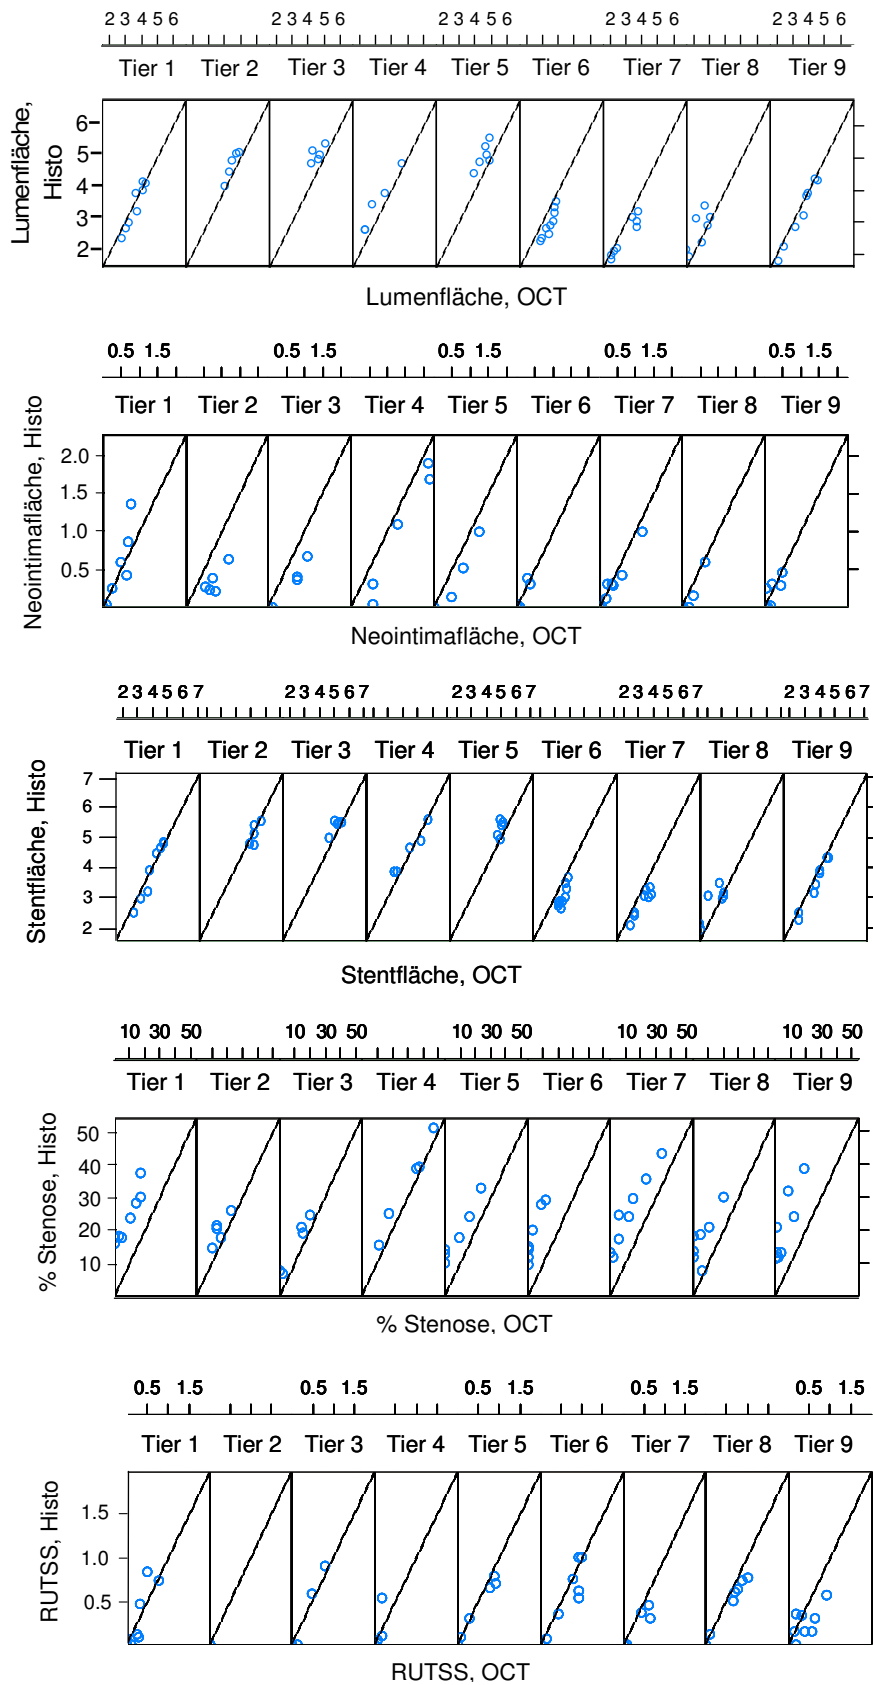 2 3 4 5 6 2 3 4 5 6 2 3 4 5 6 2 3 4 5 6 2 3 4 5 6
Tier 1 Tier 2 Tier 3 Tier 4 Tier 5 Tier 6 Tier 7 Tier 8 Tier 9
Lumenfläche,
Histo
6
5
4
3
2
Lumenfläche, OCT
0.5 1.5 0.5 1.5 0.5 1.5 0.5 1.5 0.5 1.5
Tier 1 Tier 2 Tier 3 Tier 4 Tier 5 Tier 6 Tier 7 Tier 8 Tier 9
Neointimafläche, Histo
2.0
1.5
1.0
0.5
Neointimafläche, OCT
2 3 4 5 6 7 2 3 4 5 6 7 2 3 4 5 6 7 2 3 4 5 6 7 2 3 4 5 6 7
Tier 1 Tier 2 Tier 3 Tier 4 Tier 5 Tier 6 Tier 7 Tier 8 Tier 9
Stentfläche, Histo
7
6
5
4
3
2
Stentfläche, OCT
10 30 50 10 30 50 10 30 50 10 30 50 10 30 50
Tier 1 Tier 2 Tier 3 Tier 4 Tier 5 Tier 6 Tier 7 Tier 8 Tier 9
% Stenose, Histo
50
40
30
20
10
% Stenose, OCT
0.5 1.5 0.5 1.5 0.5 1.5 0.5 1.5 0.5 1.5
Tier 1 Tier 2 Tier 3 Tier 4 Tier 5 Tier 6 Tier 7 Tier 8 Tier 9
RUTSS, Histo
1.5
1.0
0.5
RUTSS, OCT